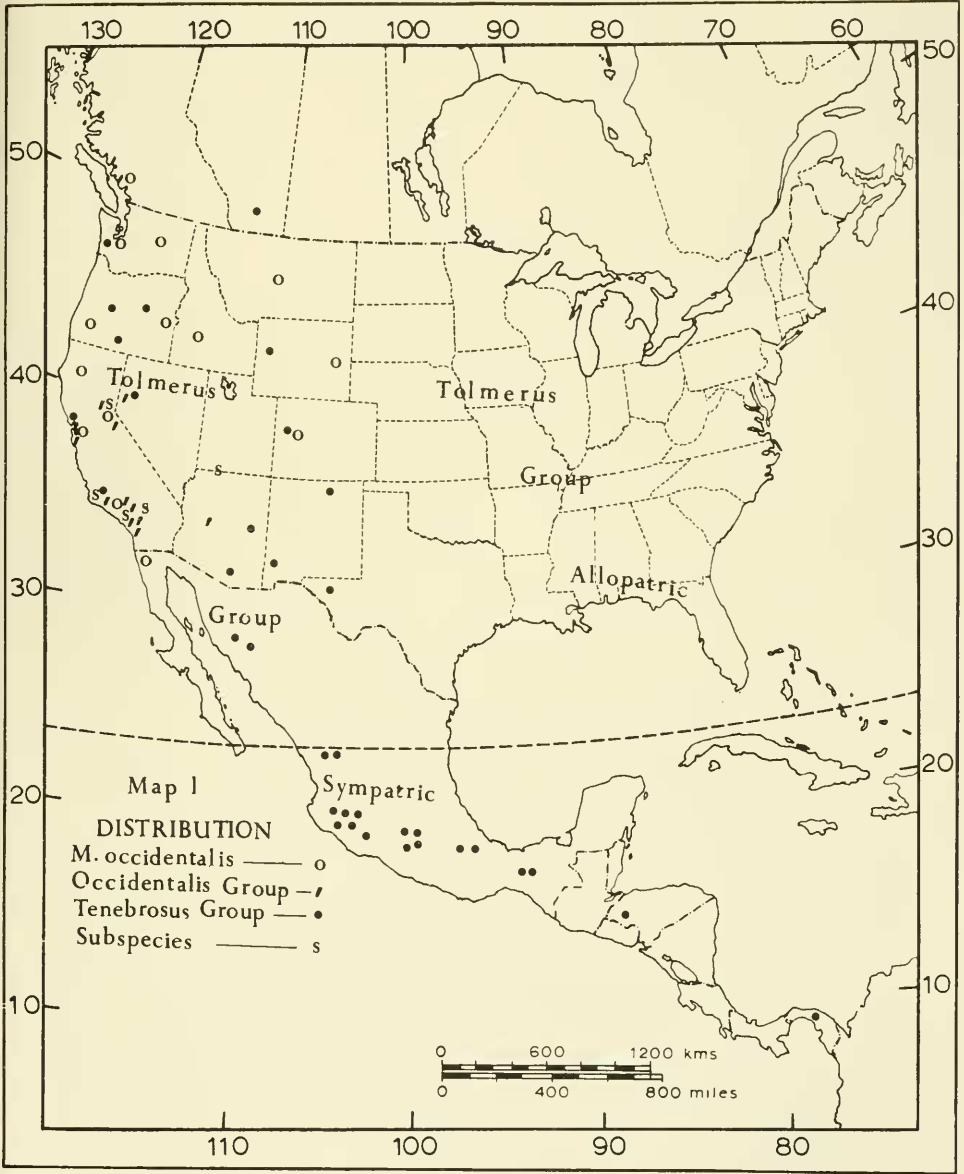 130 120 110 100 90 80 70 60
50
50
40
40
Tolmerus
Tolmerus
Group
30
30
Allopatric
Group
20
20
Sympatric
Map 1
DISTRIBUTION
M. occidentalis —— o
Occidentalis Group –
Tenebrosus Group —•
Subspecies —— s
s
s
s
s
s
10
10
0 600 1200 kms
0 400 800 miles
110 100 90 80